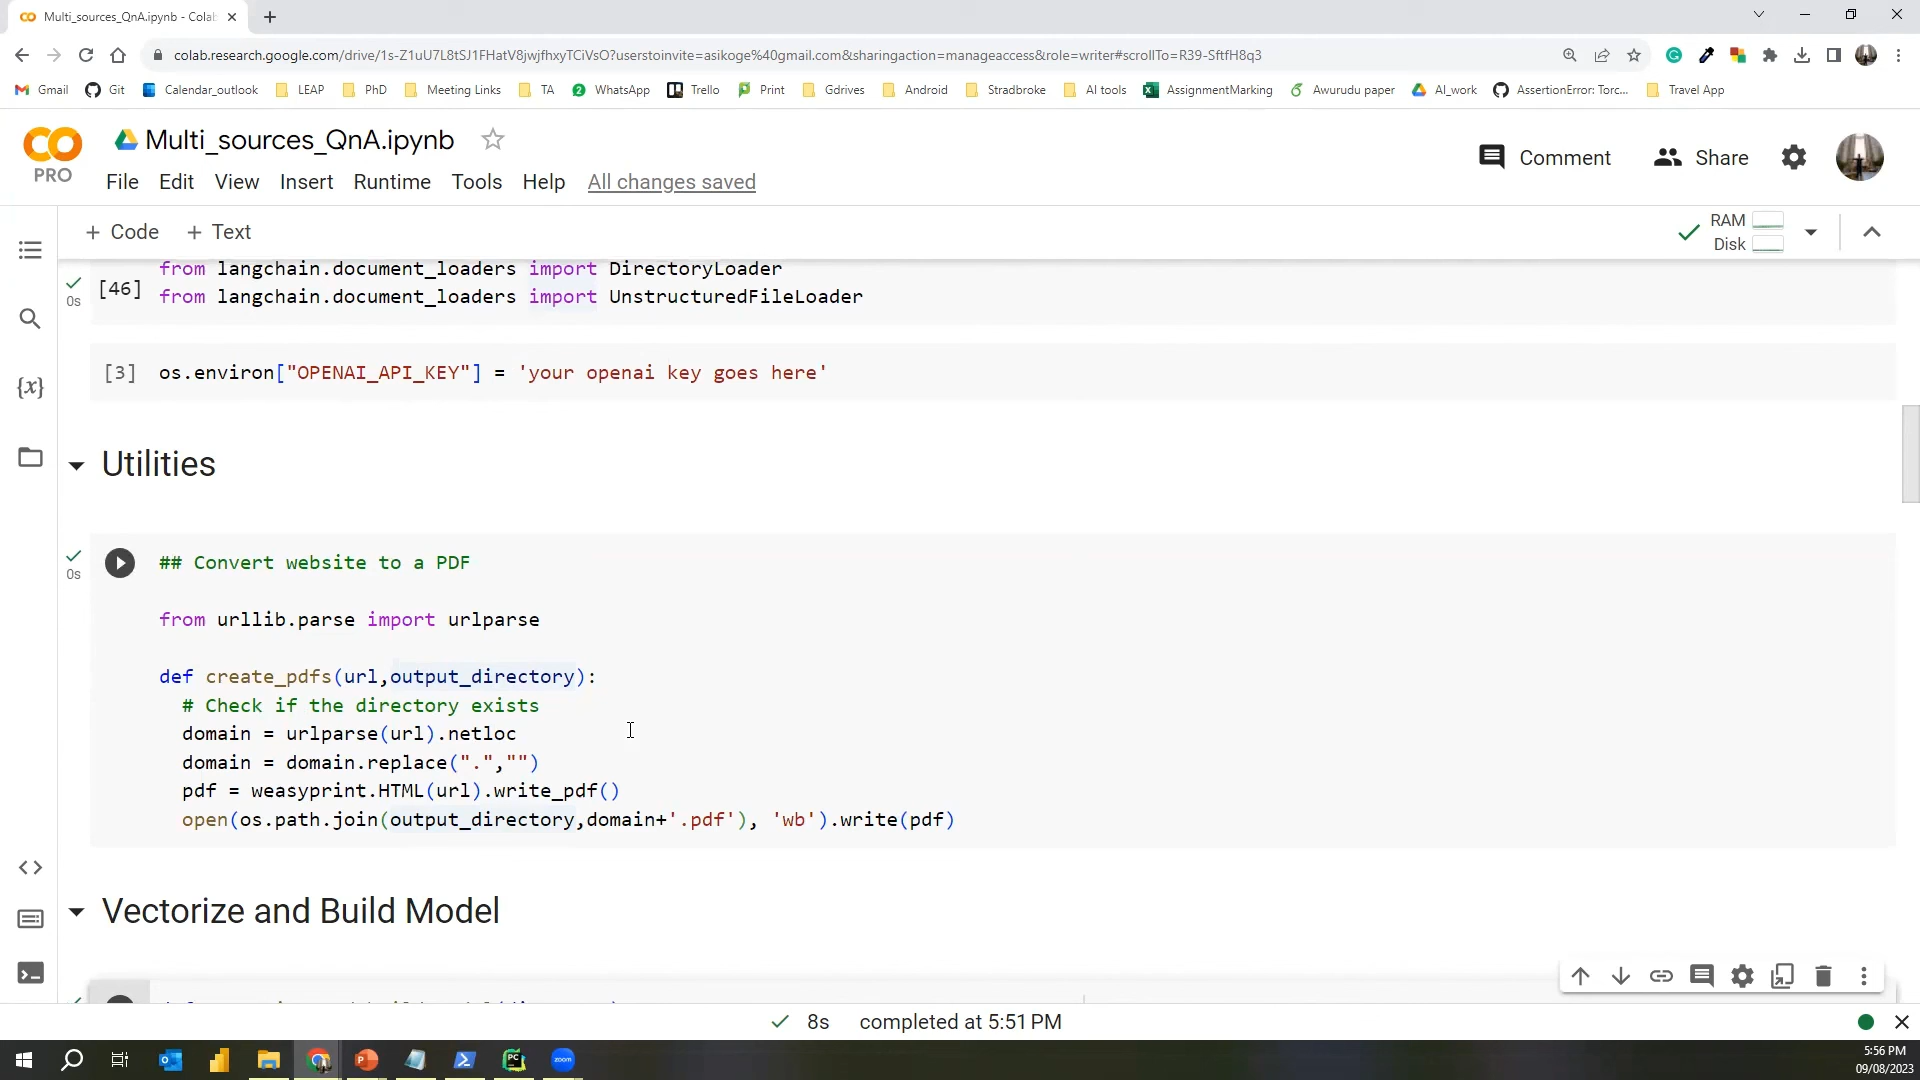 Multi_sources_QnA.ipynb - Colab
colab.research.google.com/drive/1s-Z1uU7L8tSJ1FHatV8jwjfhxyTCiVsO?userstoinvite=asikoge%40gmail.com&sharingaction=manageaccess&role=writer#scrollTo=R39-SftfH8q3
Gmail Git Calendar_outlook LEAP PhD Meeting Links TA WhatsApp Trello Print Gdrives Android Stradbroke AI tools AssignmentMarking Awurudu paper AI_work AssertionError: Torc... Travel App
Multi_sources_QnA.ipynb
PRO
Comment Share
File Edit View Insert Runtime Tools Help All changes saved
+ Code + Text
RAM
Disk
[46]
0s
from langchain.document_loaders import DirectoryLoader
from langchain.document_loaders import UnstructuredFileLoader
[3] os.environ["OPENAI_API_KEY"] = 'your openai key goes here'
Utilities
0s
## Convert website to a PDF
from urllib.parse import urlparse
def create_pdfs(url,output_directory):
# Check if the directory exists
domain = urlparse(url).netloc
domain = domain.replace(".","")
pdf = weasyprint.HTML(url).write_pdf()
open(os.path.join(output_directory,domain+'.pdf'), 'wb').write(pdf)
Vectorize and Build Model
8s completed at 5:51 PM
5:56 PM
09/08/2023